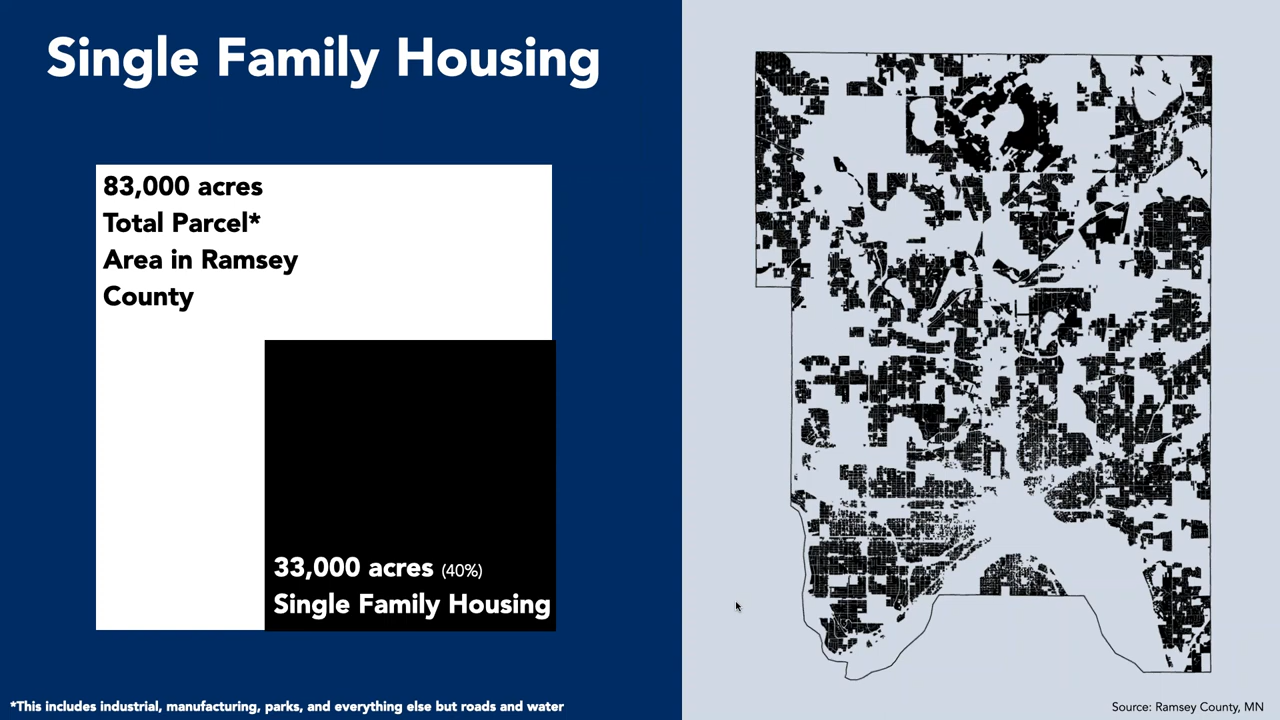 Single Family Housing
83,000 acres
Total Parcel*
Area in Ramsey
County
33,000 acres (40%)
Single Family Housing
*This includes industrial, manufacturing, parks, and everything else but roads and water
Source: Ramsey County, MN